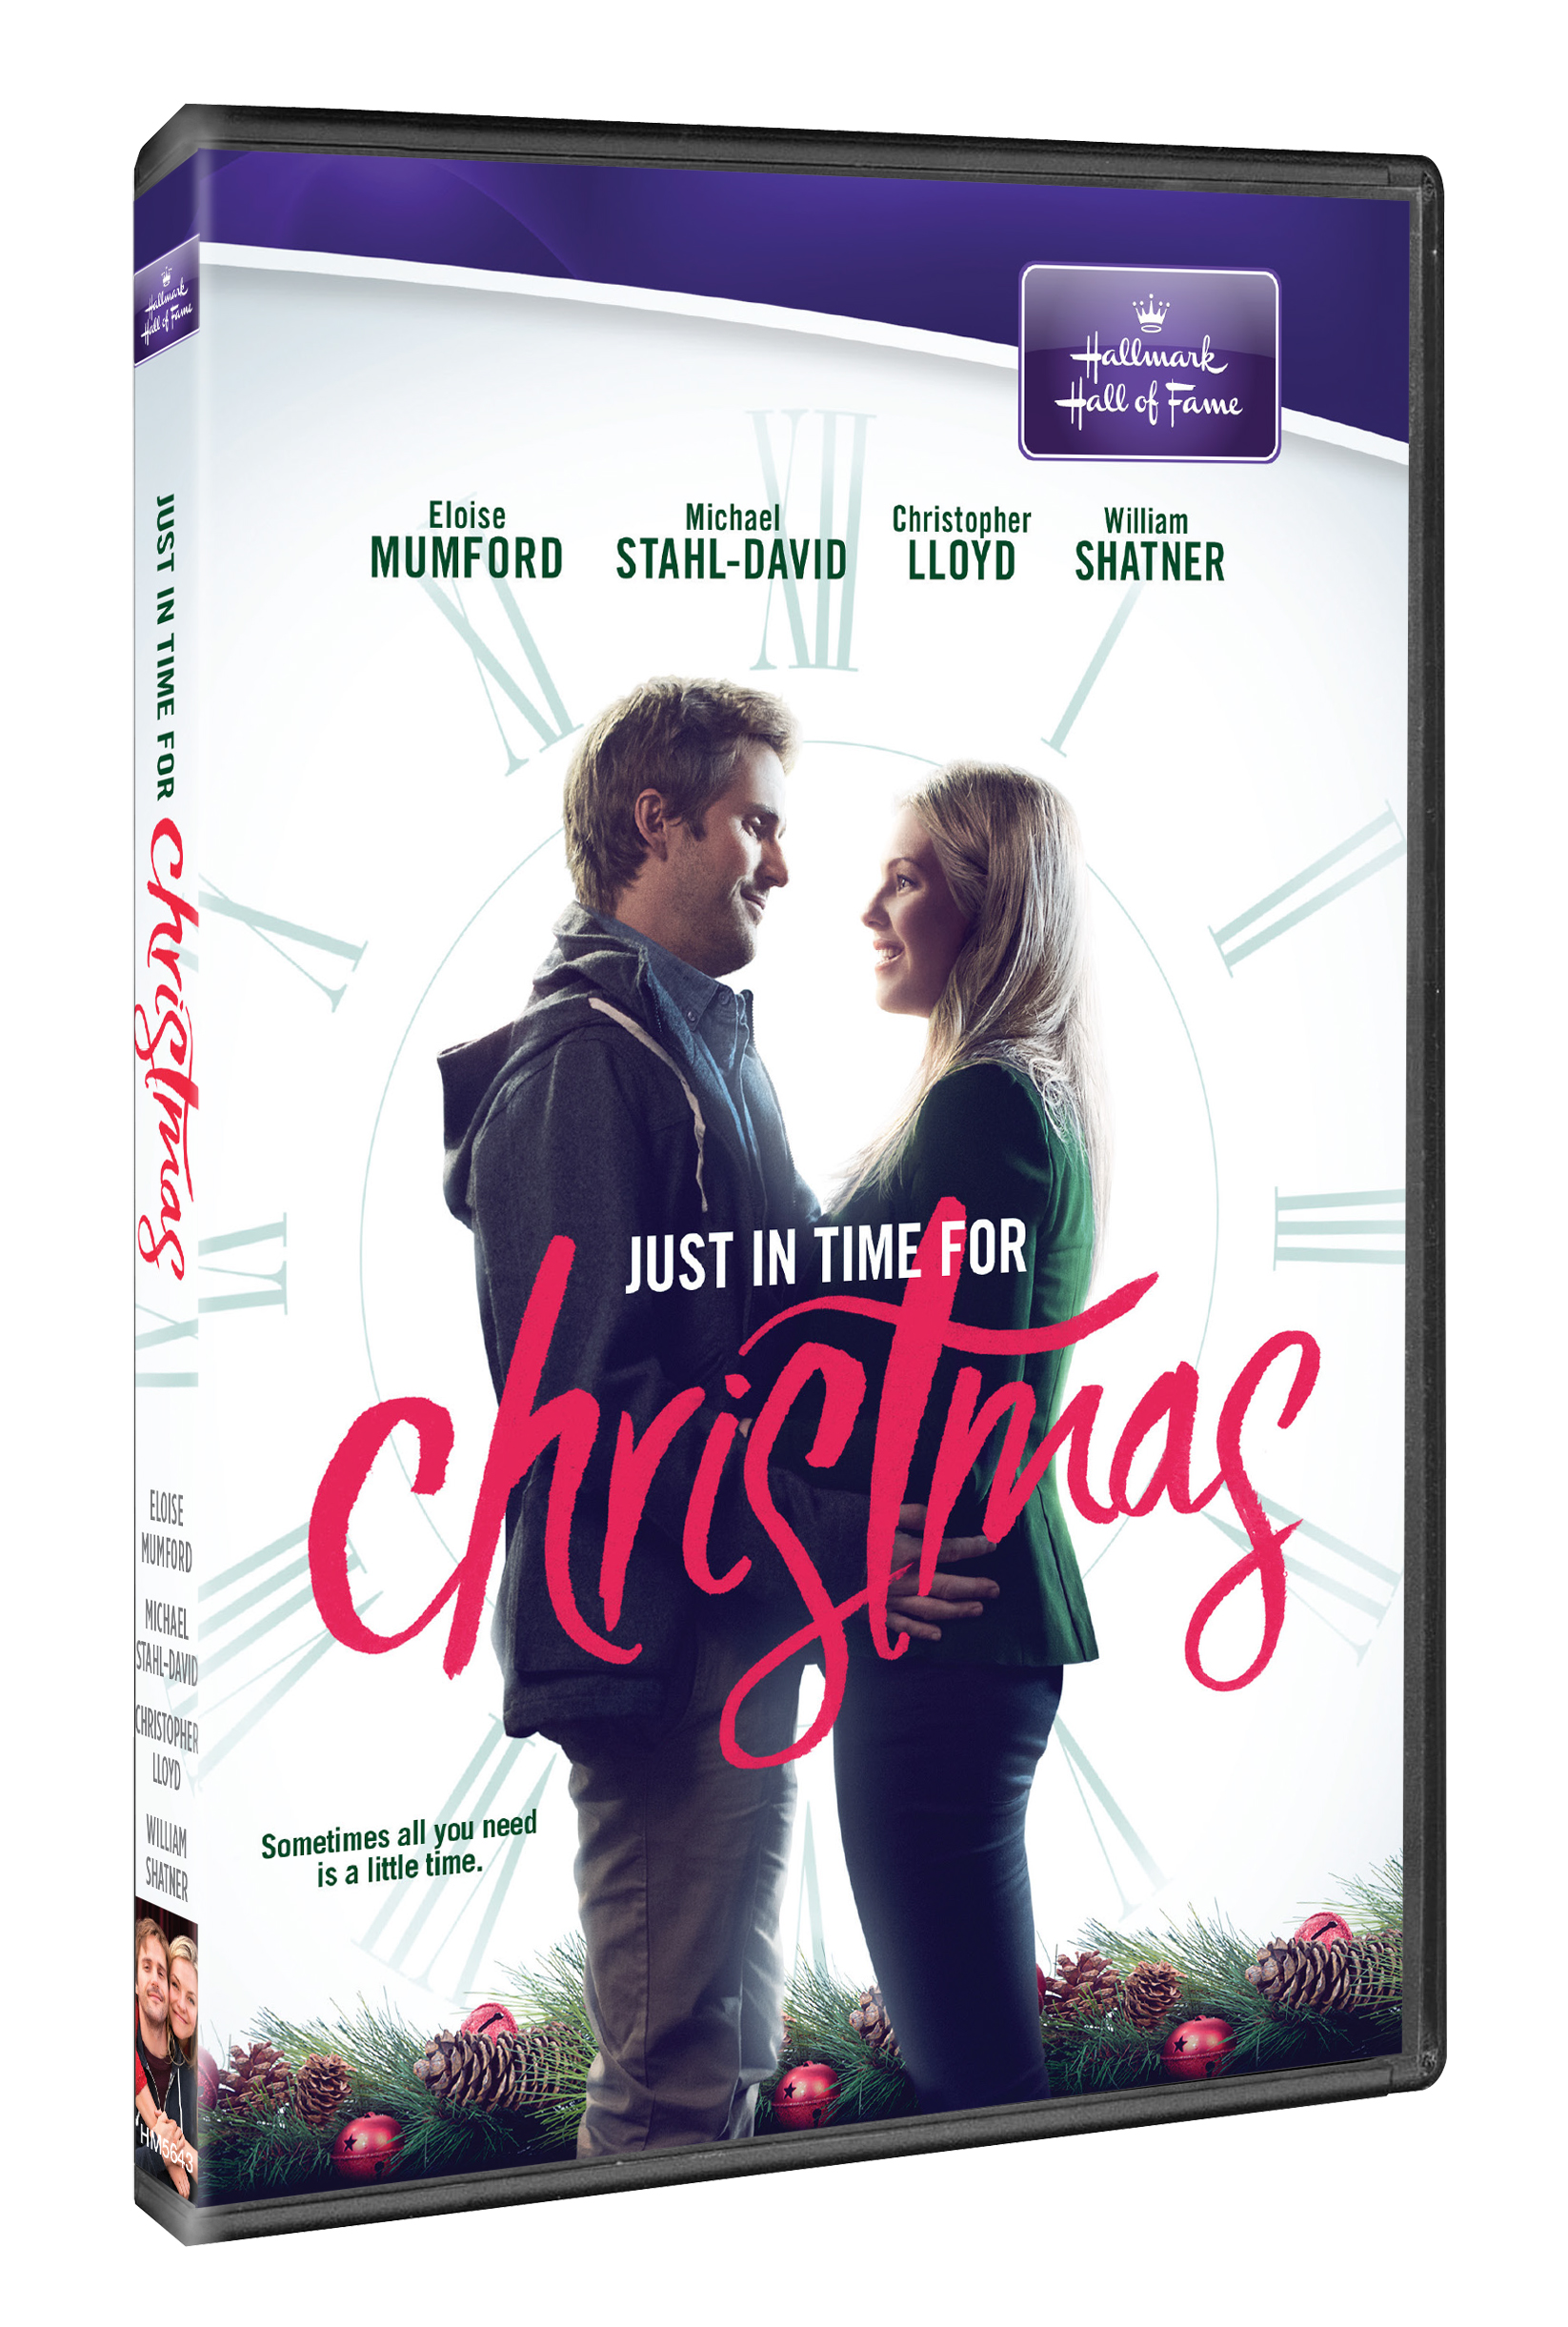 Hallmark
Hall of Fame
Eloise
MUMFORD
Michael
STAHL-DAVID
Christopher
LLOYD
William
SHATNER
JUST IN TIME FOR
Christmas
Sometimes all you need
is a little time.
XII
Hallmark
Hall of Fame
JUST IN TIME FOR Christmas
ELOISE
MUMFORD
MICHAEL
STAHL-DAVID
CHRISTOPHER
LLOYD
WILLIAM
SHATNER
HM5643